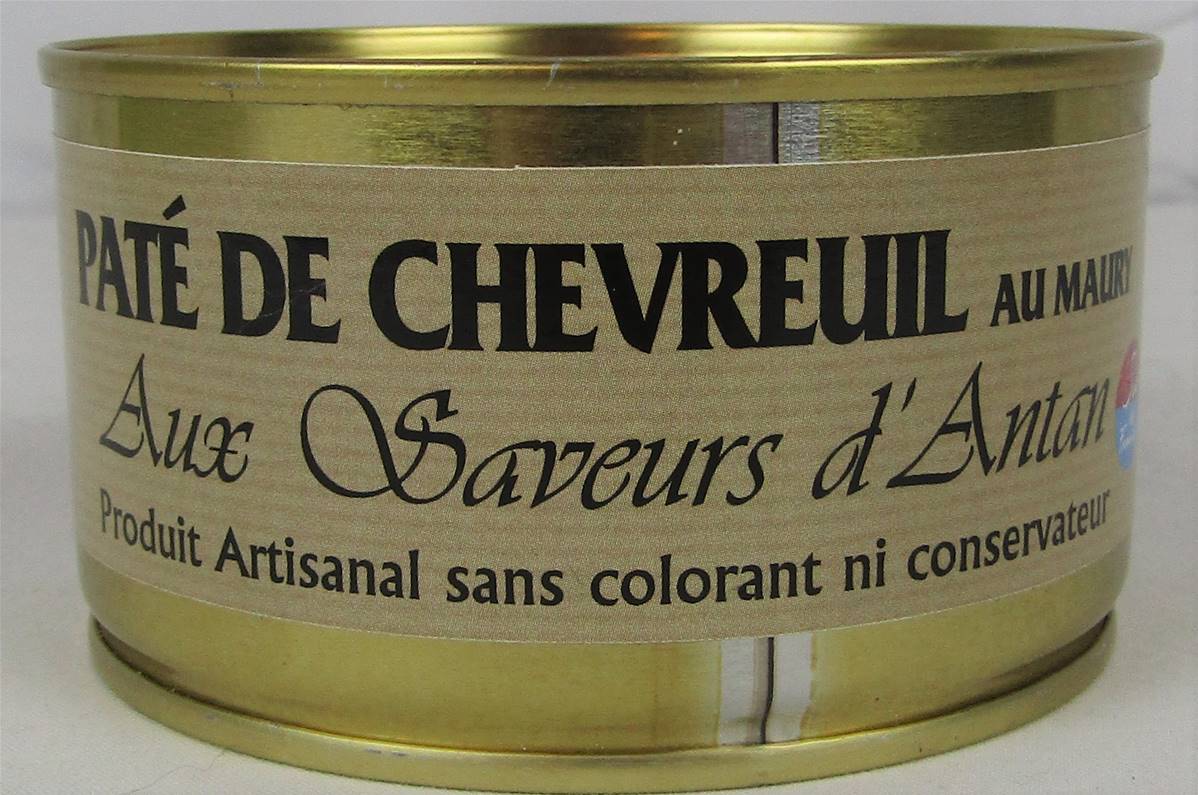 PATÉ DE CHEVREUIL AU MAURY
Aux Saveurs d'Antan
Produit Artisanal sans colorant ni conservateur